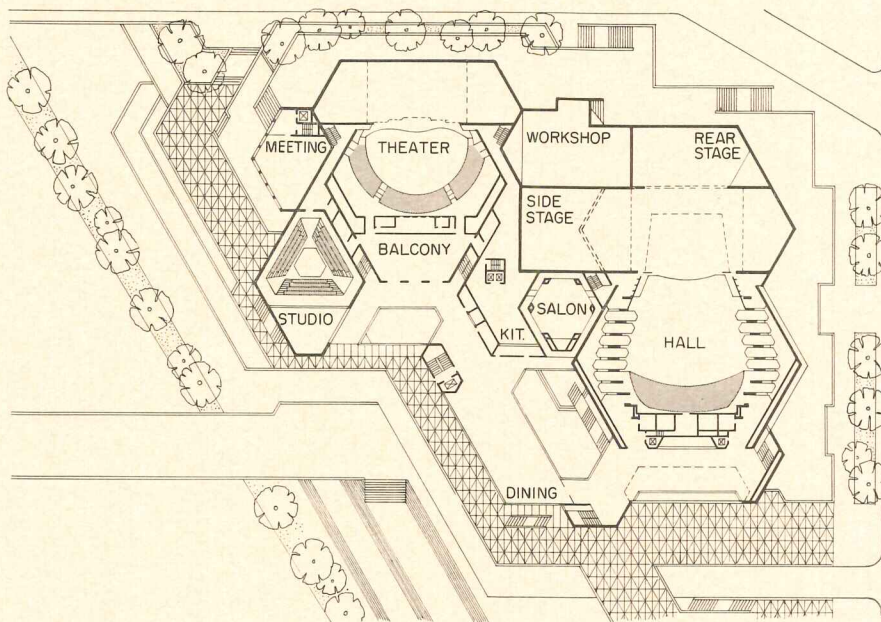 MEETING
THEATER
WORKSHOP
REAR
STAGE
SIDE
STAGE
BALCONY
STUDIO
KIT.
SALON
HALL
DINING